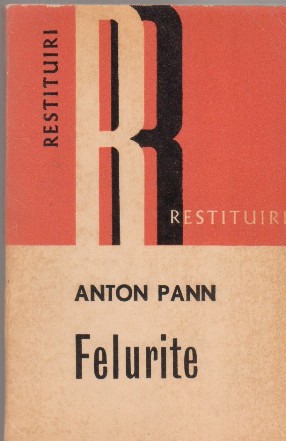 RESTITUIRI
R
RESTITUIRI
ANTON PANN
Felurite